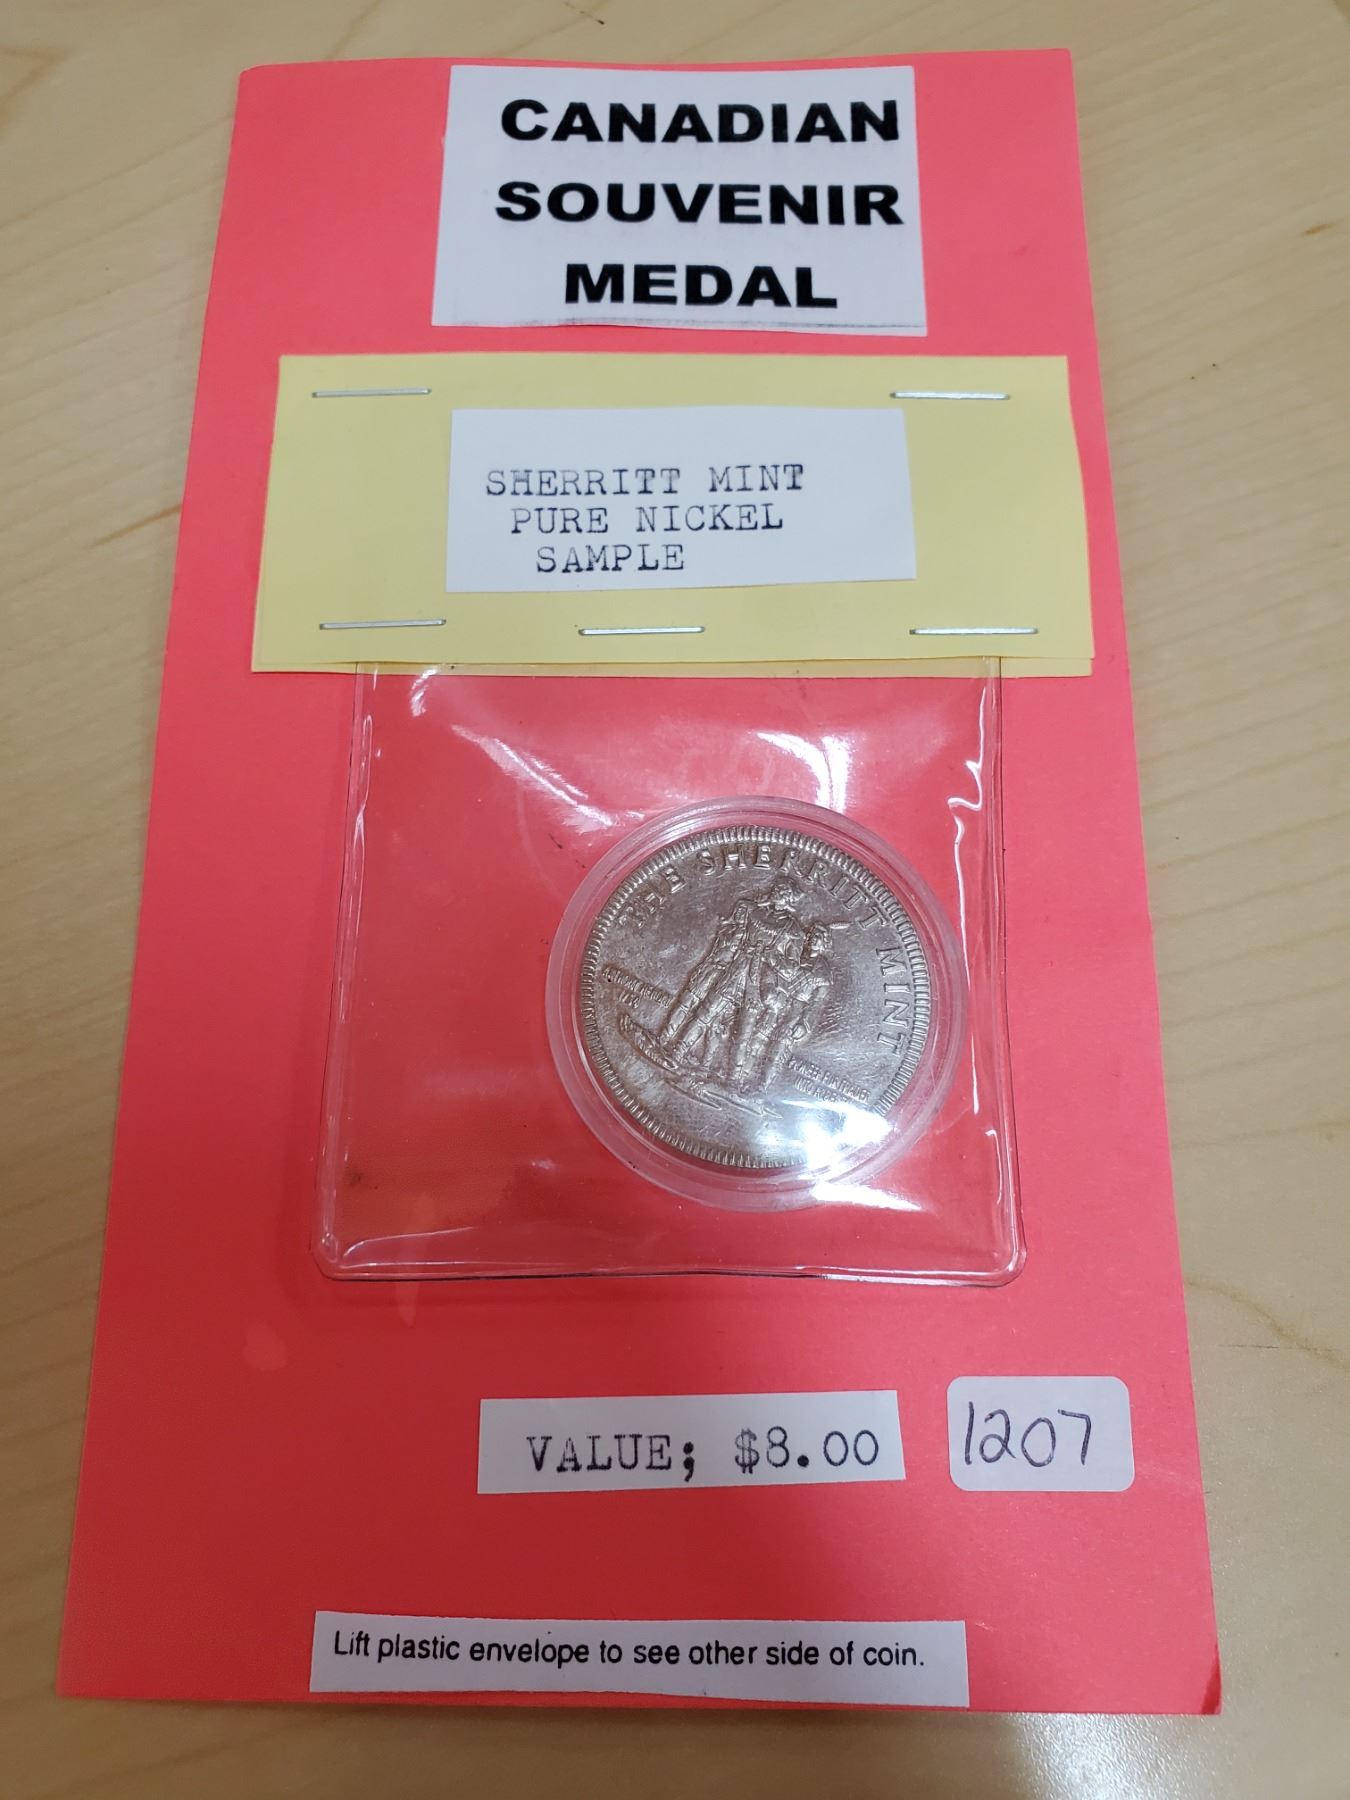 CANADIAN
SOUVENIR
MEDAL
SHERRITT MINT
PURE NICKEL
SAMPLE
THE SHERRITT MINT
VALUE; $8.00
1207
Lift plastic envelope to see other side of coin.